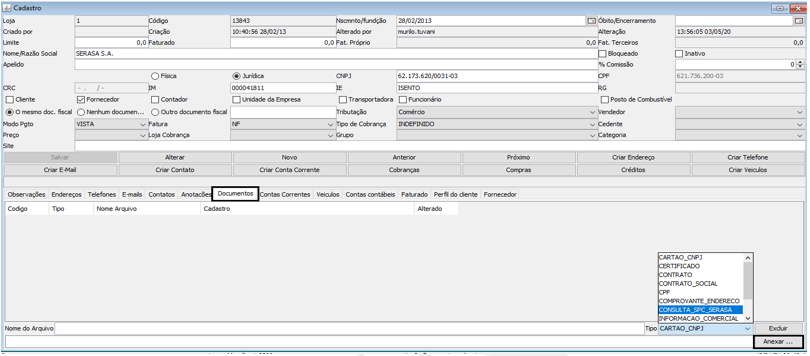 Cadastro
Loja 1 Código 13843 Nscmnto/fundção 28/02/2013 Óbito/Encerramento
Criado por Criação 10:40:56 28/02/13 Alterado por murilo.tuvani Alteração 13:56:05 03/05/20
Limite 0,0 Faturado 0,0 Fat. Próprio 0,0 Fat. Terceiros 0,0
Nome/Razão Social SERASA S.A. Bloqueado Inativo
Apelido % Comissão 0
Física Jurídica CNPJ 62.173.620/0031-03 CPF 621.736.200-03
CRC - . / - IM 000041811 IE ISENTO RG
Cliente Fornecedor Contador Unidade da Empresa Transportadora Funcionário Posto de Combustível
O mesmo doc. fiscal Nenhum documen... Outro documento fiscal Tributação Comércio Vendedor
Modo Pgto VISTA Fatura NF Tipo de Cobrança INDEFINIDO Cedente
Preço Loja Cobrança Grupo Categoria
Site
Salvar Alterar Novo Anterior Próximo Criar Endereço Criar Telefone
Criar E-Mail Criar Contato Criar Conta Corrente Cobranças Compras Créditos Criar Veiculos
Observações Endereços Telefones E-mails Contatos Anotacões Documentos Contas Correntes Veiculos Contas contábeis Faturado Perfil do cliente Fornecedor
Codigo Tipo Nome Arquivo Cadastro Alterado
CARTAO_CNPJ
CERTIFICADO
CONTRATO
CONTRATO_SOCIAL
CPF
COMPROVANTE_ENDERECO
CONSULTA_SPC_SERASA
INFORMACAO_COMERCIAL
Nome do Arquivo Tipo CARTAO_CNPJ Excluir
Anexar ...